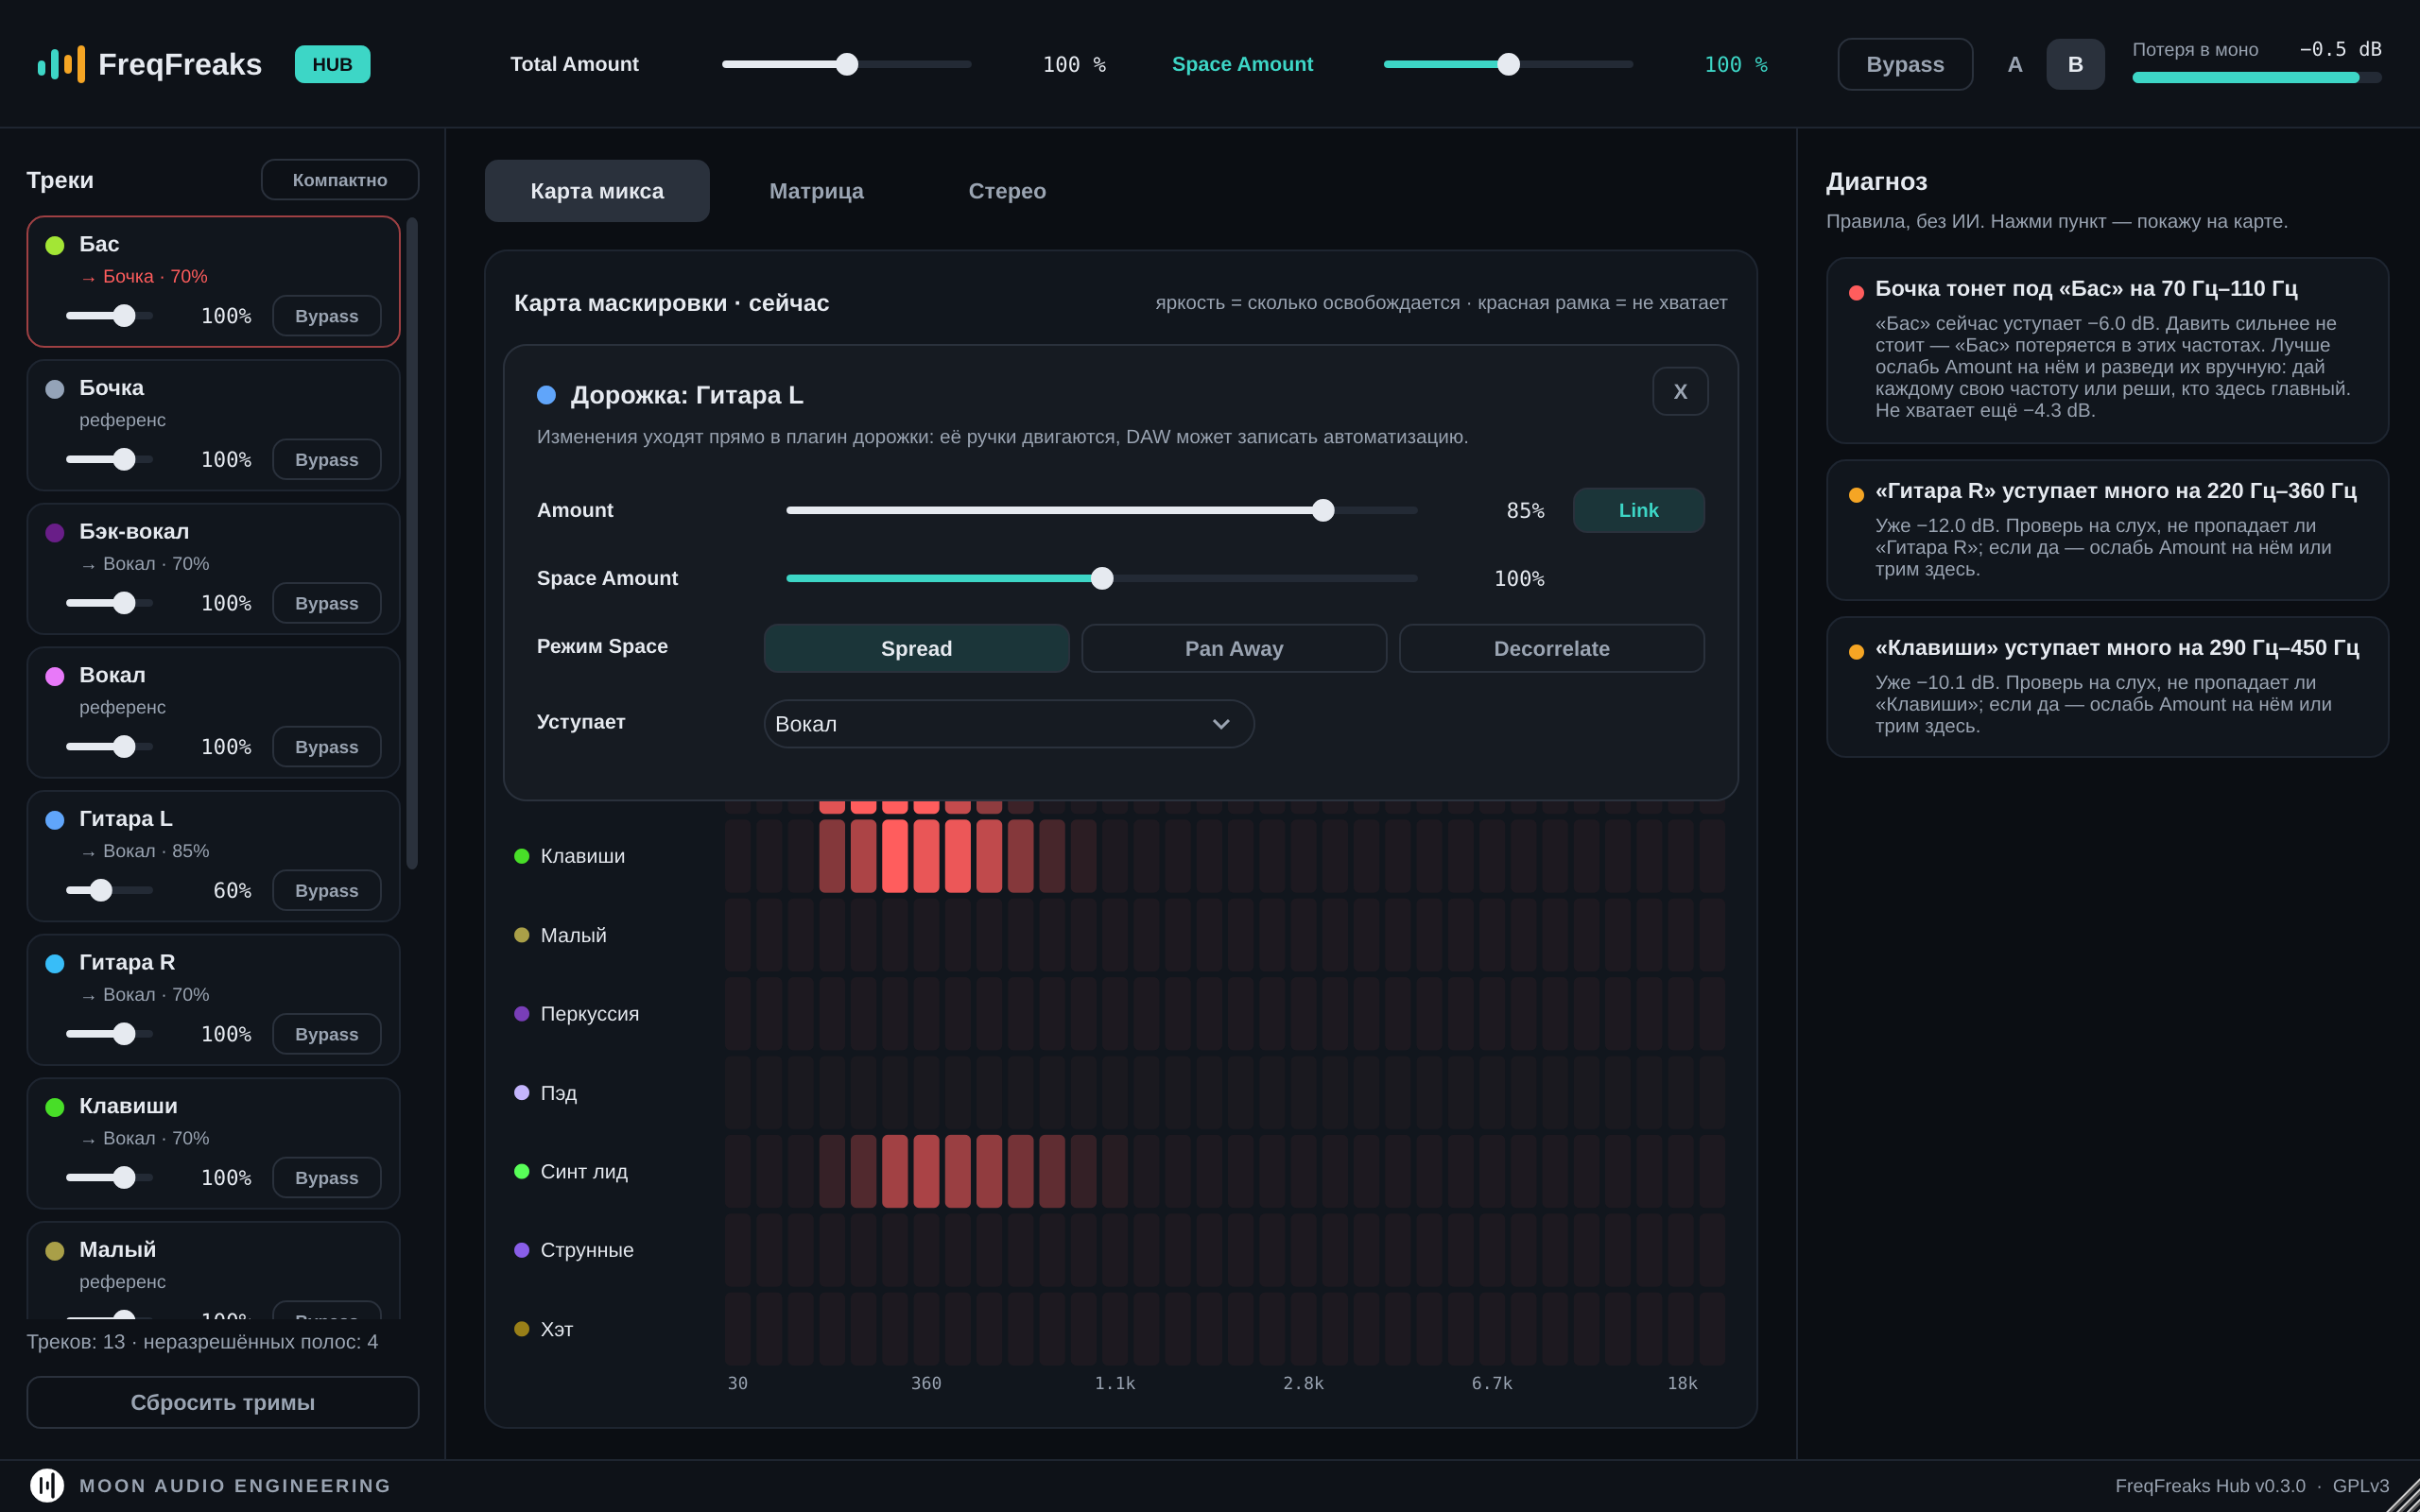 FreqFreaks HUB
Total Amount 100 %
Space Amount 100 %
Bypass A B
Потеря в моно −0.5 dB
Треки Компактно
Бас
→ Бочка · 70%
100% Bypass
Бочка
референс
100% Bypass
Бэк-вокал
→ Вокал · 70%
100% Bypass
Вокал
референс
100% Bypass
Гитара L
→ Вокал · 85%
60% Bypass
Гитара R
→ Вокал · 70%
100% Bypass
Клавиши
→ Вокал · 70%
100% Bypass
Малый
референс
100% Bypass
Треков: 13 · неразрешённых полос: 4
Сбросить тримы
Карта микса Матрица Стерео
Карта маскировки · сейчас
яркость = сколько освобождается · красная рамка = не хватает
Дорожка: Гитара L X
Изменения уходят прямо в плагин дорожки: её ручки двигаются, DAW может записать автоматизацию.
Amount 85% Link
Space Amount 100%
Режим Space Spread Pan Away Decorrelate
Уступает Вокал
Клавиши
Малый
Перкуссия
Пэд
Синт лид
Струнные
Хэт
30 360 1.1k 2.8k 6.7k 18k
Диагноз
Правила, без ИИ. Нажми пункт — покажу на карте.
Бочка тонет под «Бас» на 70 Гц–110 Гц
«Бас» сейчас уступает −6.0 dB. Давить сильнее не
стоит — «Бас» потеряется в этих частотах. Лучше
ослабь Amount на нём и разведи их вручную: дай
каждому свою частоту или реши, кто здесь главный.
Не хватает ещё −4.3 dB.
«Гитара R» уступает много на 220 Гц–360 Гц
Уже −12.0 dB. Проверь на слух, не пропадает ли
«Гитара R»; если да — ослабь Amount на нём или
трим здесь.
«Клавиши» уступает много на 290 Гц–450 Гц
Уже −10.1 dB. Проверь на слух, не пропадает ли
«Клавиши»; если да — ослабь Amount на нём или
трим здесь.
MOON AUDIO ENGINEERING
FreqFreaks Hub v0.3.0 · GPLv3